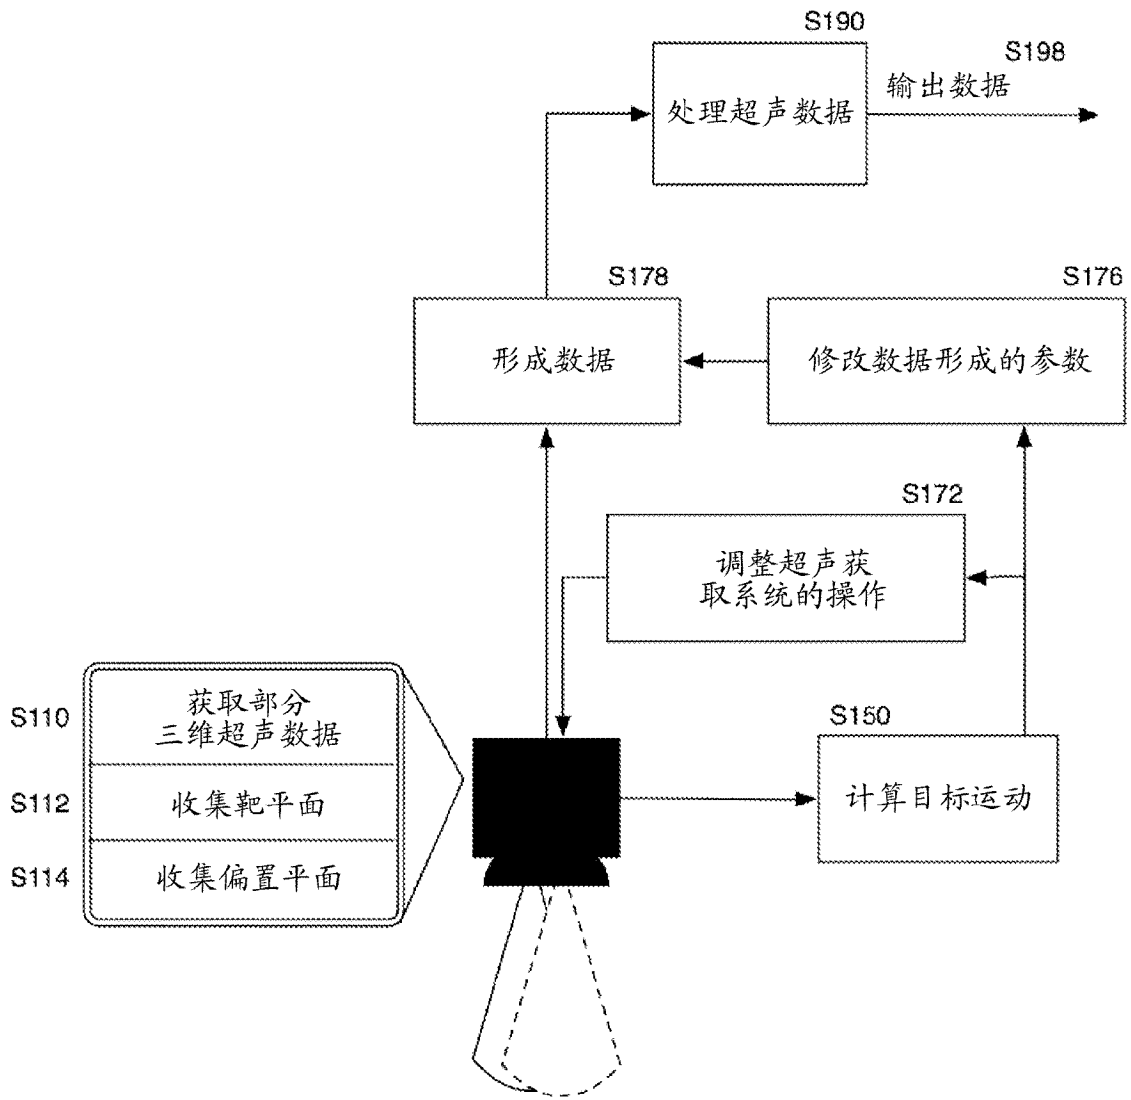 S190
S198
输出数据
处理超声数据
S178
S176
形成数据
修改数据形成的参数
S172
调整超声获
取系统的操作
S110
获取部分
三维超声数据
S150
S112
收集靶平面
计算目标运动
S114
收集偏置平面